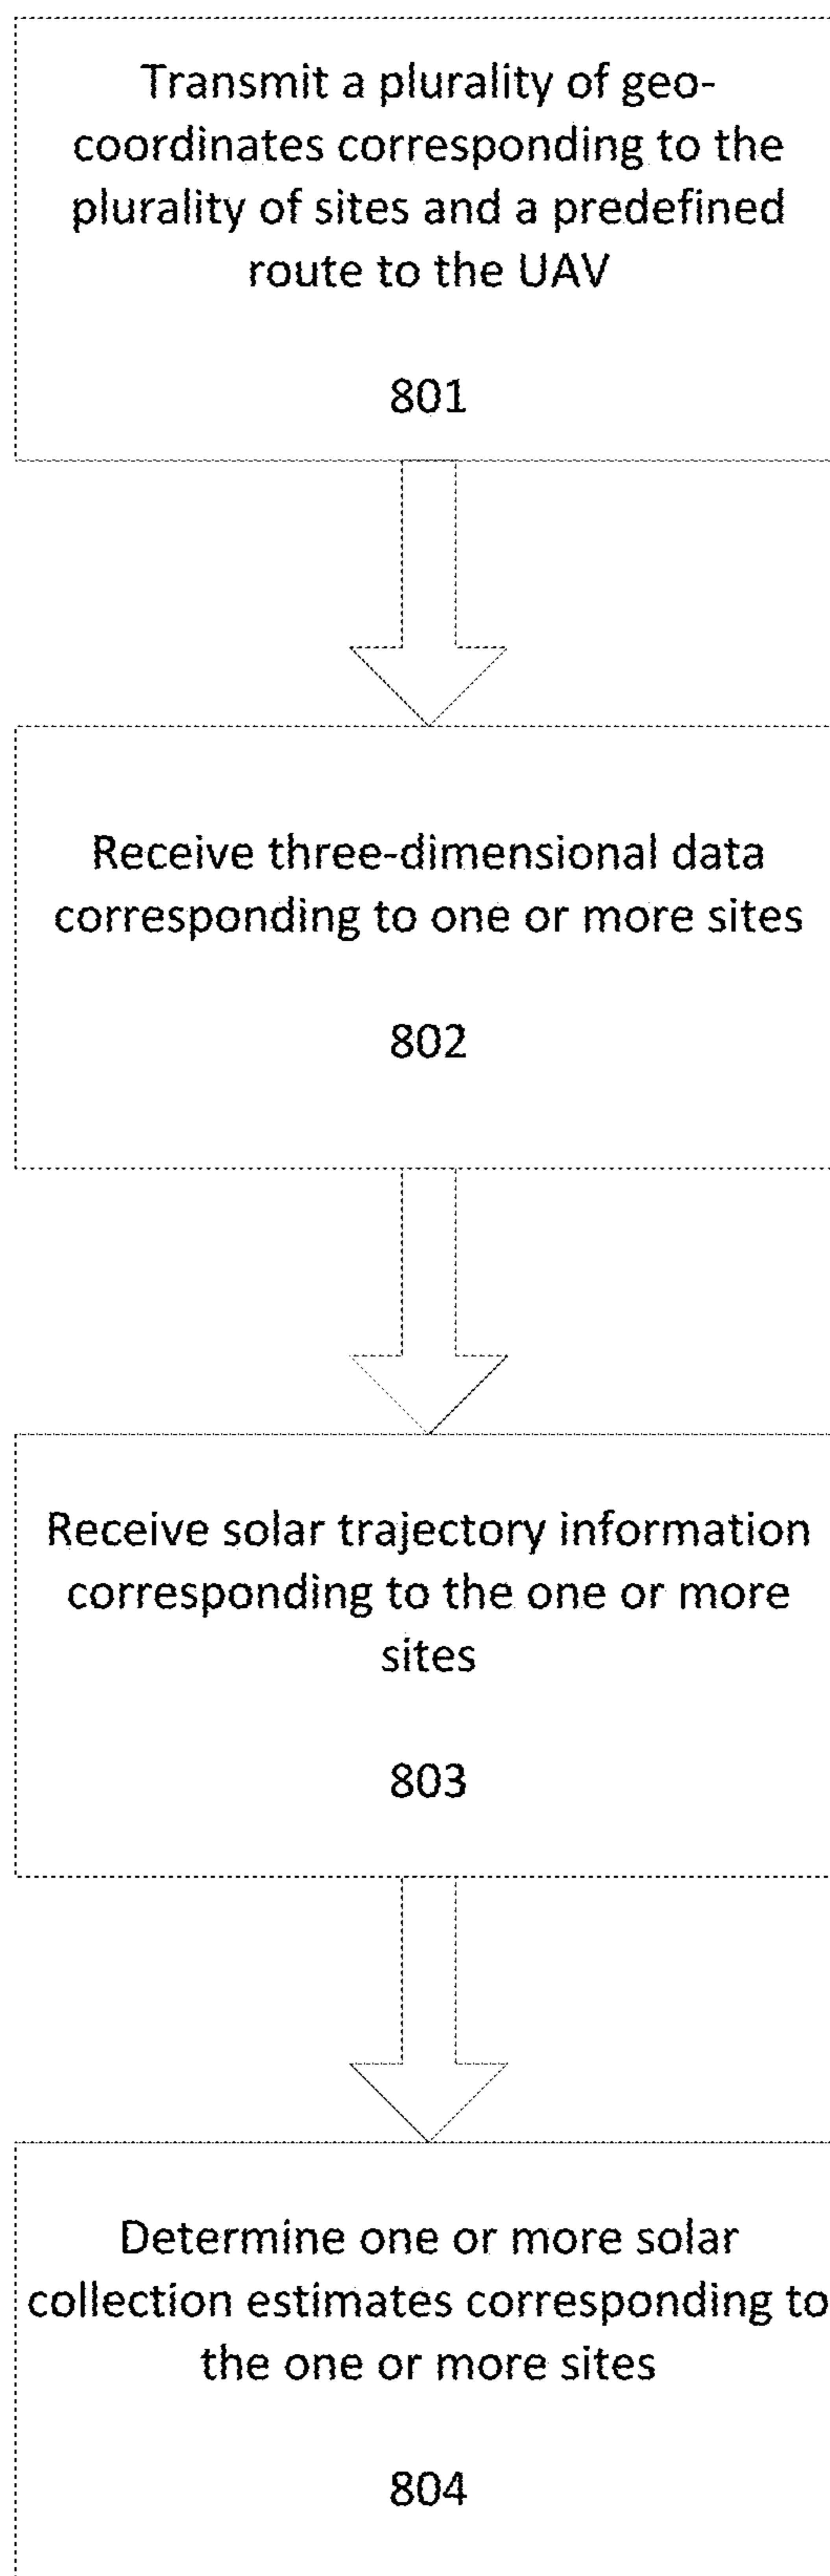 Transmit a plurality of geo-
coordinates corresponding to the
plurality of sites and a predefined
route to the UAV
801
Receive three-dimensional data
corresponding to one or more sites
802
Receive solar trajectory information
corresponding to the one or more
sites
803
Determine one or more solar
collection estimates corresponding to
the one or more sites
804